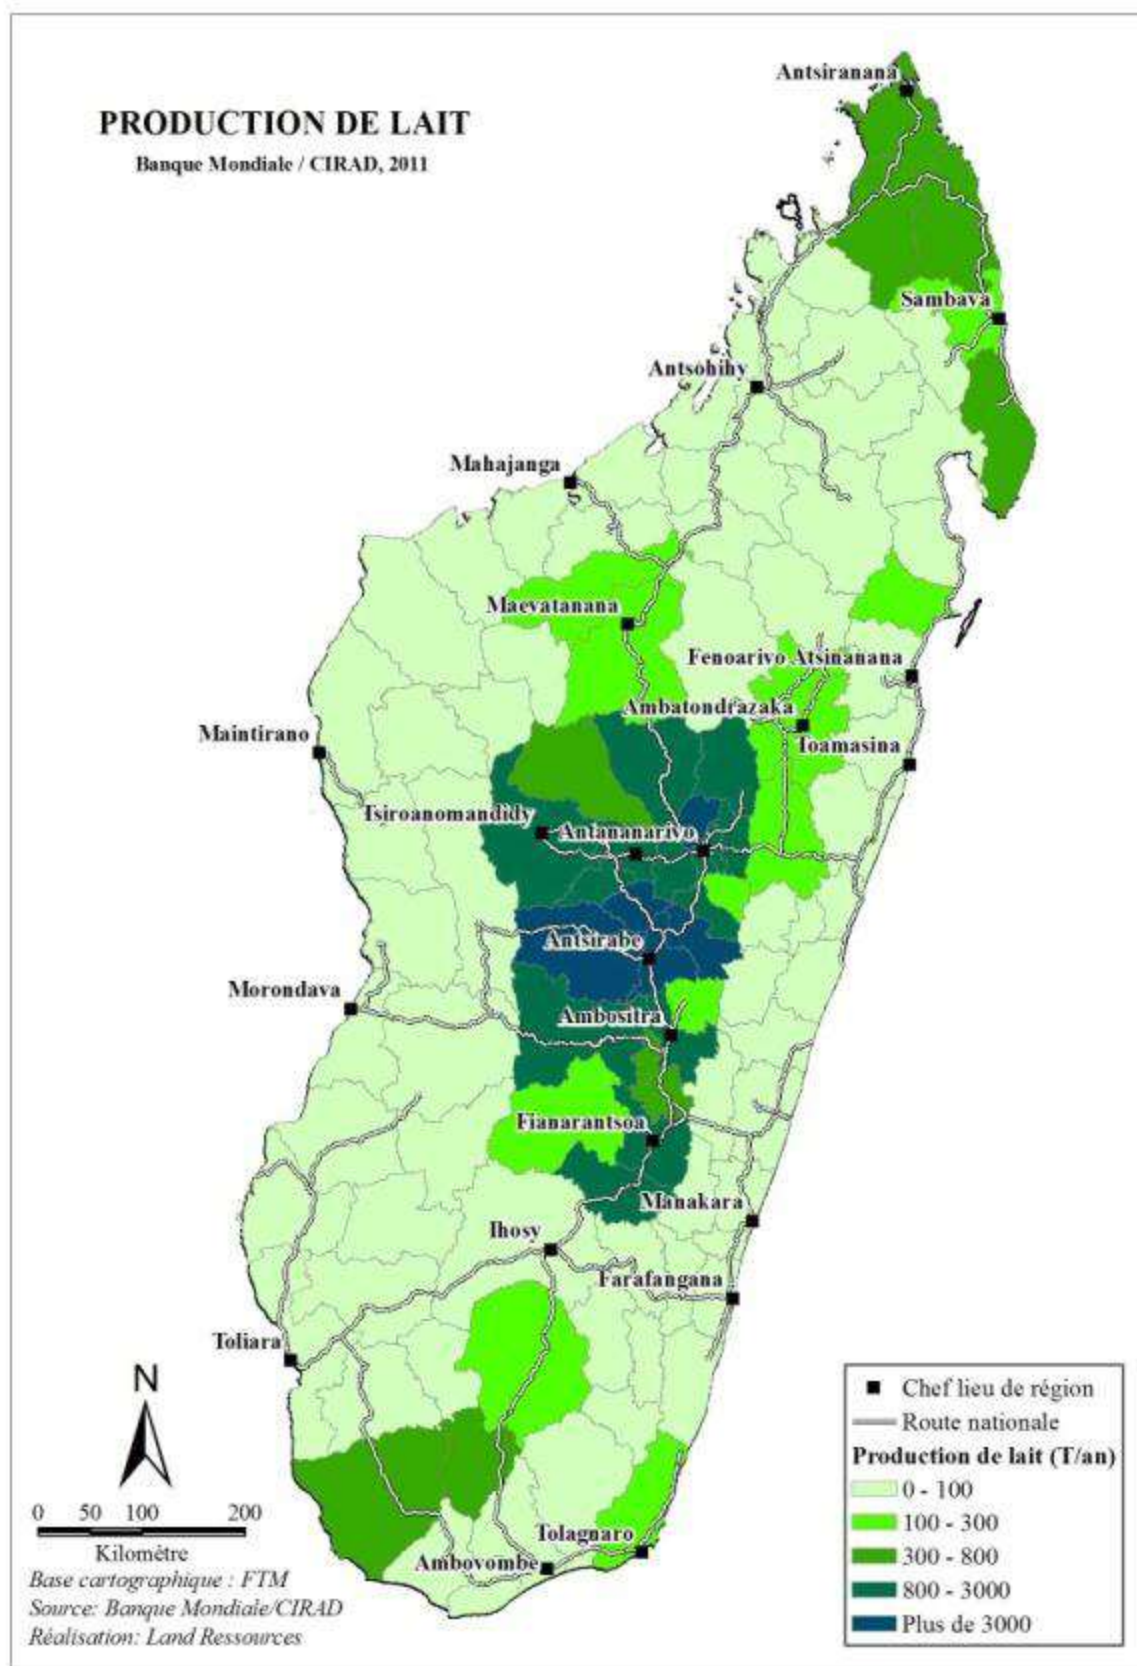 PRODUCTION DE LAIT
Banque Mondiale / CIRAD, 2011
Antsiranana
Sambava
Antsohihy
Mahajanga
Maevatanana
Fenoarivo Atsinanana
Ambatondrazaka
Toamasina
Maintirano
Tsiroanomandidy
Antananarivo
Antsirabe
Morondava
Ambositra
Fianarantsoa
Manakara
Ihosy
Farafangana
Toliara
Tolagnaro
Ambovombe
N
0 50 100 200
Kilomètre
Base cartographique : FTM
Source: Banque Mondiale/CIRAD
Réalisation: Land Ressources
Chef lieu de région
Route nationale
Production de lait (T/an)
0 - 100
100 - 300
300 - 800
800 - 3000
Plus de 3000